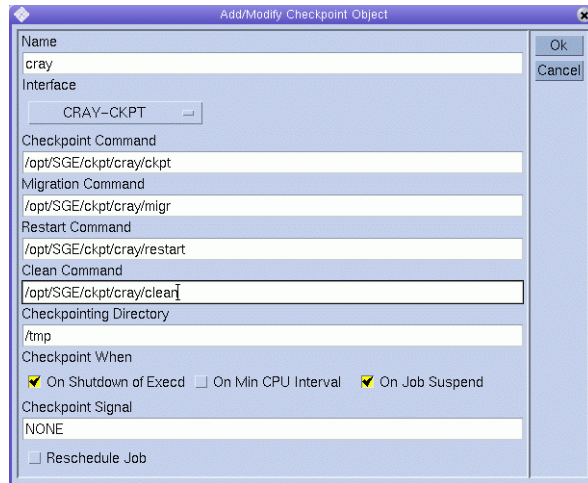 Add/Modify Checkpoint Object
Name
Ok
cray
Cancel
Interface
CRAY-CKPT
Checkpoint Command
/opt/SGE/ckpt/cray/ckpt
Migration Command
/opt/SGE/ckpt/cray/migr
Restart Command
/opt/SGE/ckpt/cray/restart
Clean Command
/opt/SGE/ckpt/cray/clean
Checkpointing Directory
/tmp
Checkpoint When
On Shutdown of Execd On Min CPU Interval On Job Suspend
Checkpoint Signal
NONE
Reschedule Job